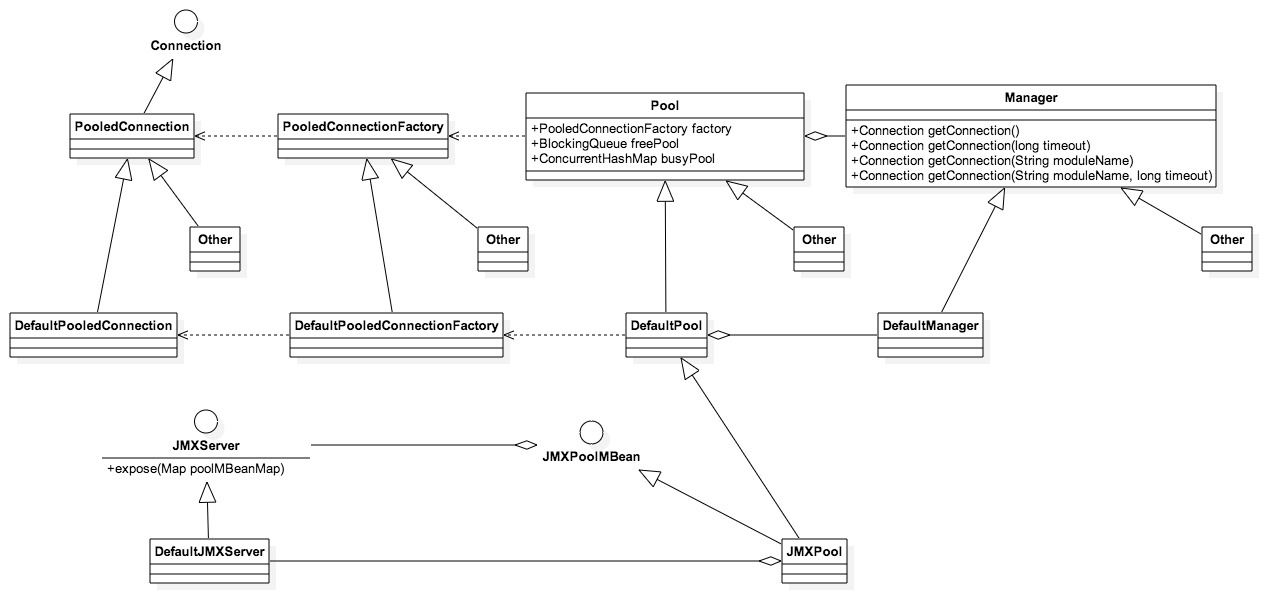 Connection
PooledConnection
PooledConnectionFactory
Pool
+PooledConnectionFactory factory
+BlockingQueue freePool
+ConcurrentHashMap busyPool
Manager
+Connection getConnection()
+Connection getConnection(long timeout)
+Connection getConnection(String moduleName)
+Connection getConnection(String moduleName, long timeout)
Other
Other
Other
Other
DefaultPooledConnection
DefaultPooledConnectionFactory
DefaultPool
DefaultManager
JMXServer
+expose(Map poolMBeanMap)
JMXPoolMBean
DefaultJMXServer
JMXPool